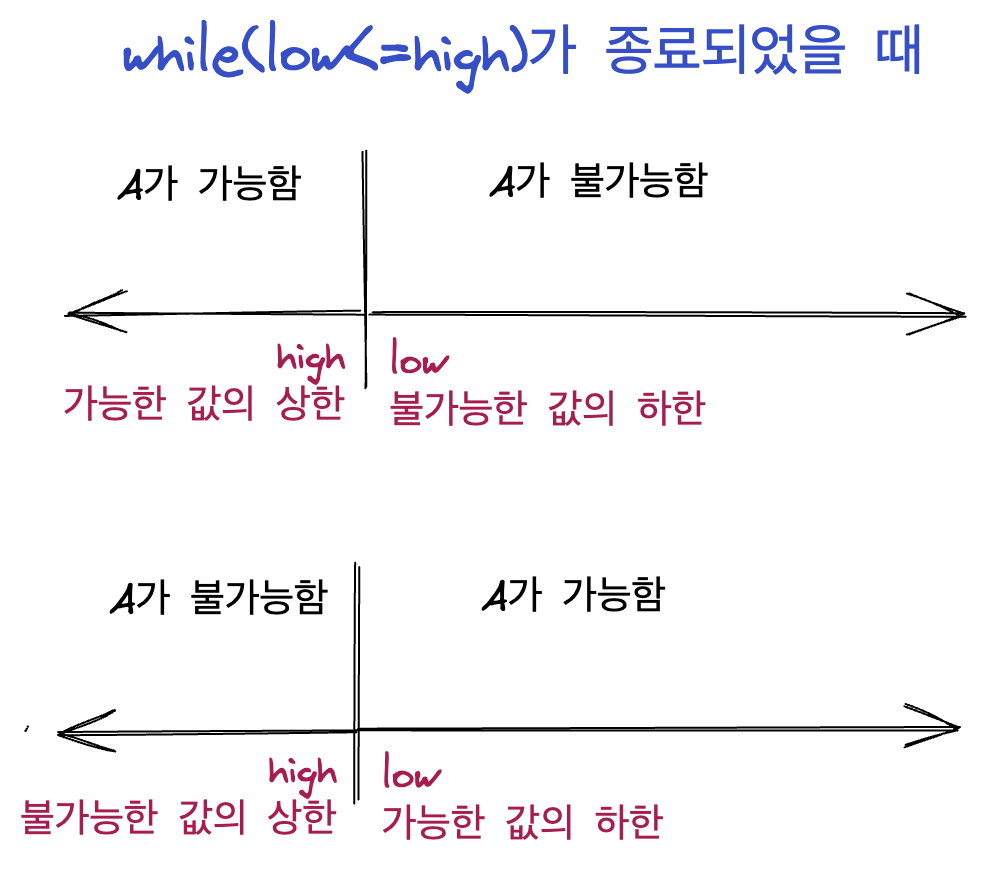 while(low<=high)가 종료되었을 때
A가 가능함
A가 불가능함
high
low
가능한 값의 상한
불가능한 값의 하한
A가 불가능함
A가 가능함
high
low
불가능한 값의 상한
가능한 값의 하한